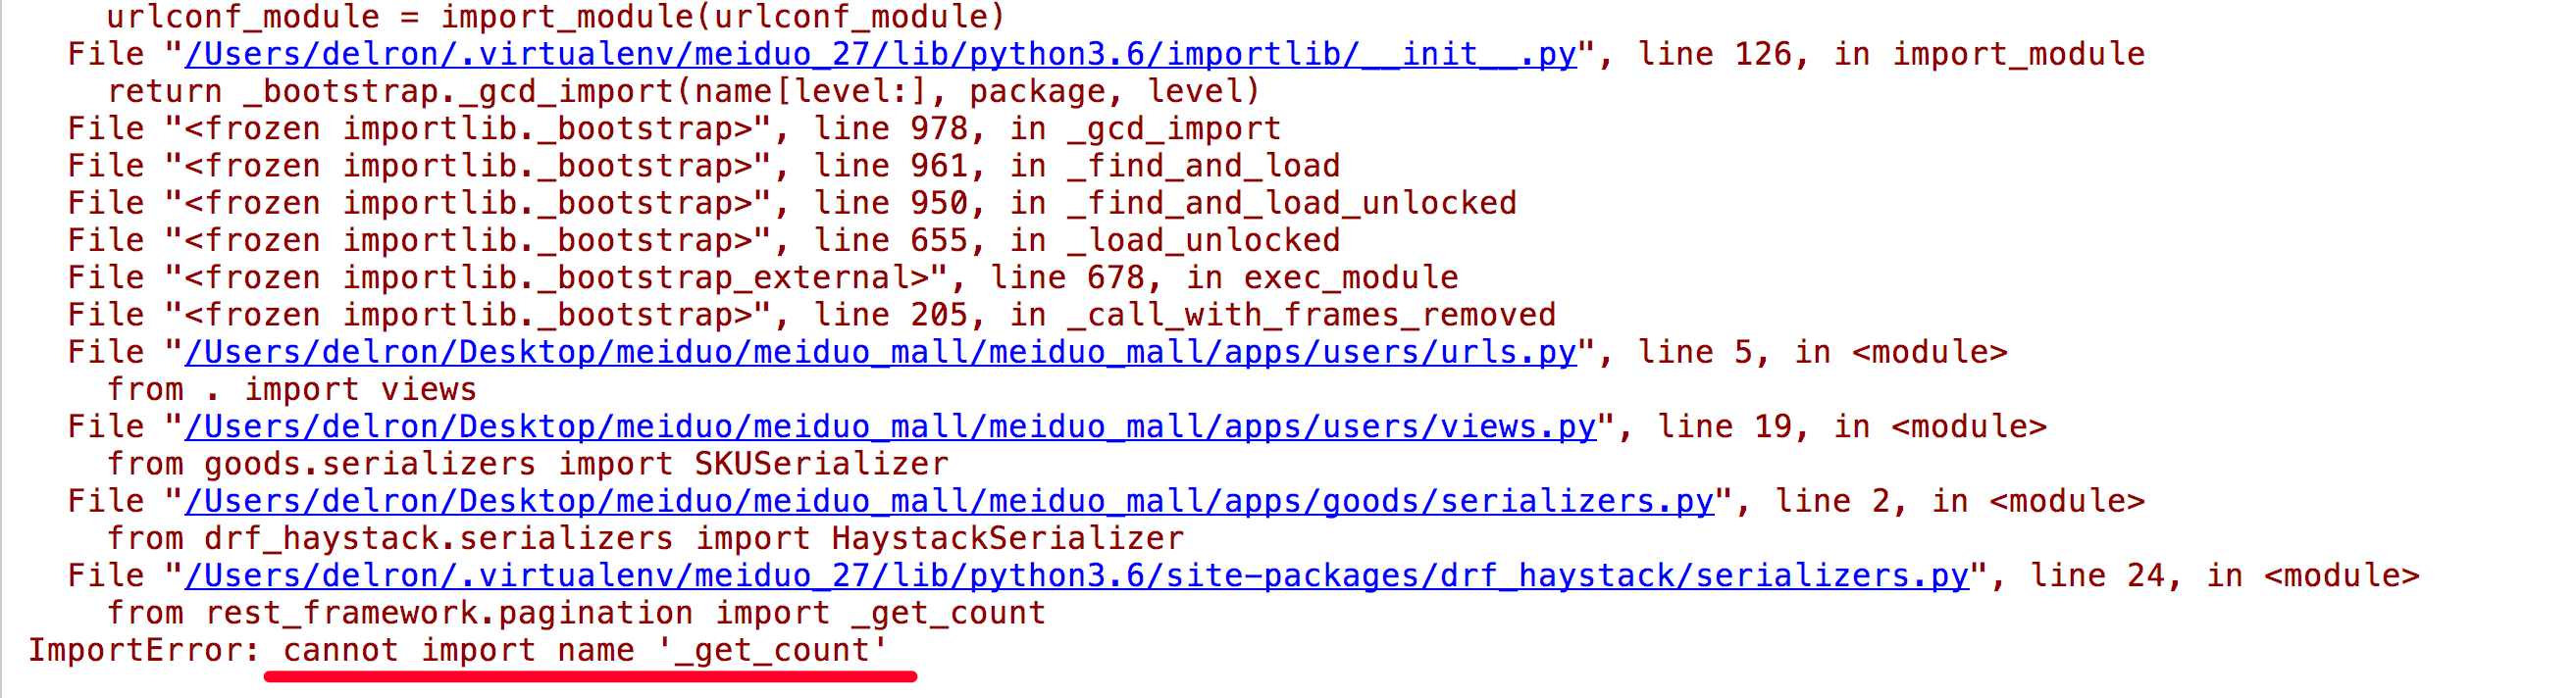 urlconf_module = import_module(urlconf_module)
File "/Users/delron/.virtualenv/meiduo_27/lib/python3.6/importlib/__init__.py", line 126, in import_module
return _bootstrap._gcd_import(name[level:], package, level)
File "<frozen importlib._bootstrap>", line 978, in _gcd_import
File "<frozen importlib._bootstrap>", line 961, in _find_and_load
File "<frozen importlib._bootstrap>", line 950, in _find_and_load_unlocked
File "<frozen importlib._bootstrap>", line 655, in _load_unlocked
File "<frozen importlib._bootstrap_external>", line 678, in exec_module
File "<frozen importlib._bootstrap>", line 205, in _call_with_frames_removed
File "/Users/delron/Desktop/meiduo/meiduo_mall/meiduo_mall/apps/users/urls.py", line 5, in <module>
from . import views
File "/Users/delron/Desktop/meiduo/meiduo_mall/meiduo_mall/apps/users/views.py", line 19, in <module>
from goods.serializers import SKUSerializer
File "/Users/delron/Desktop/meiduo/meiduo_mall/meiduo_mall/apps/goods/serializers.py", line 2, in <module>
from drf_haystack.serializers import HaystackSerializer
File "/Users/delron/.virtualenv/meiduo_27/lib/python3.6/site-packages/drf_haystack/serializers.py", line 24, in <module>
from rest_framework.pagination import _get_count
ImportError: cannot import name '_get_count'